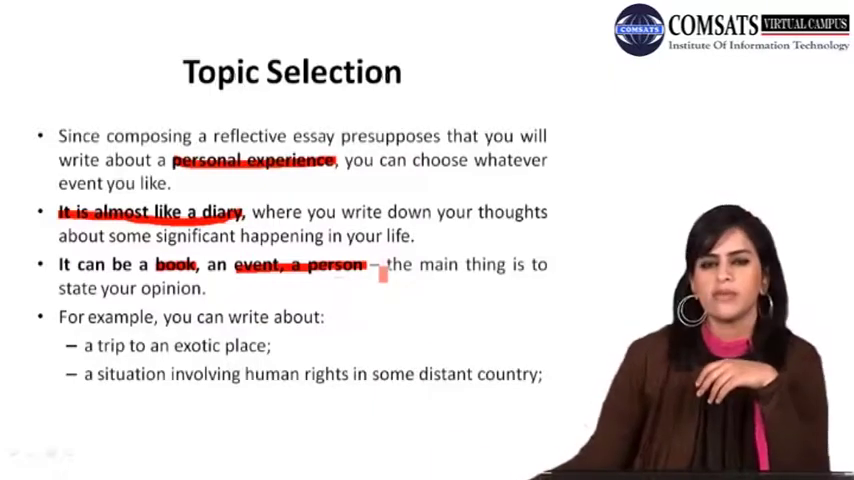 COMSATS VIRTUAL CAMPUS
COMSATS
Institute Of Information Technology
Topic Selection
• Since composing a reflective essay presupposes that you will
write about a personal experience, you can choose whatever
event you like.
• It is almost like a diary, where you write down your thoughts
about some significant happening in your life.
• It can be a book, an event, a person – the main thing is to
state your opinion.
• For example, you can write about:
– a trip to an exotic place;
– a situation involving human rights in some distant country;